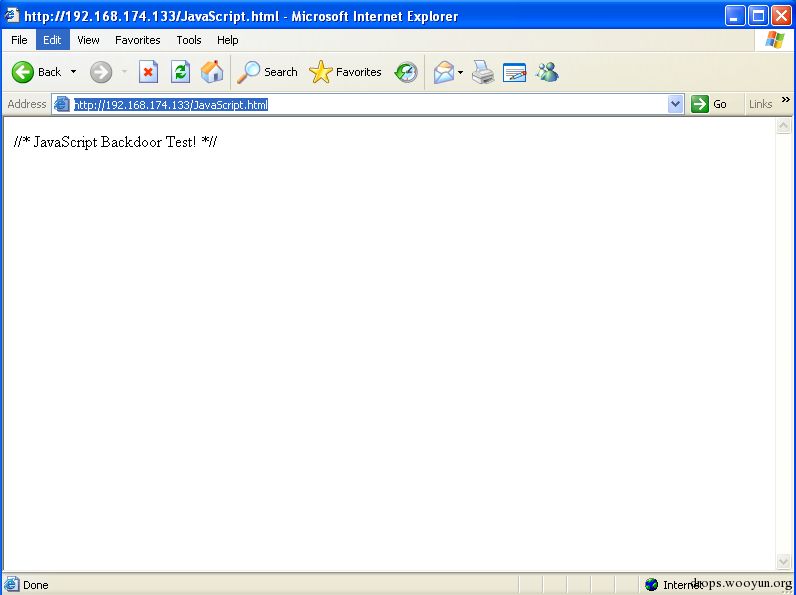 http://192.168.174.133/JavaScript.html - Microsoft Internet Explorer
File Edit View Favorites Tools Help
Back Search Favorites
Address http://192.168.174.133/JavaScript.html Go Links »
//* JavaScript Backdoor Test! *//
Done Internet
drops.wooyun.org